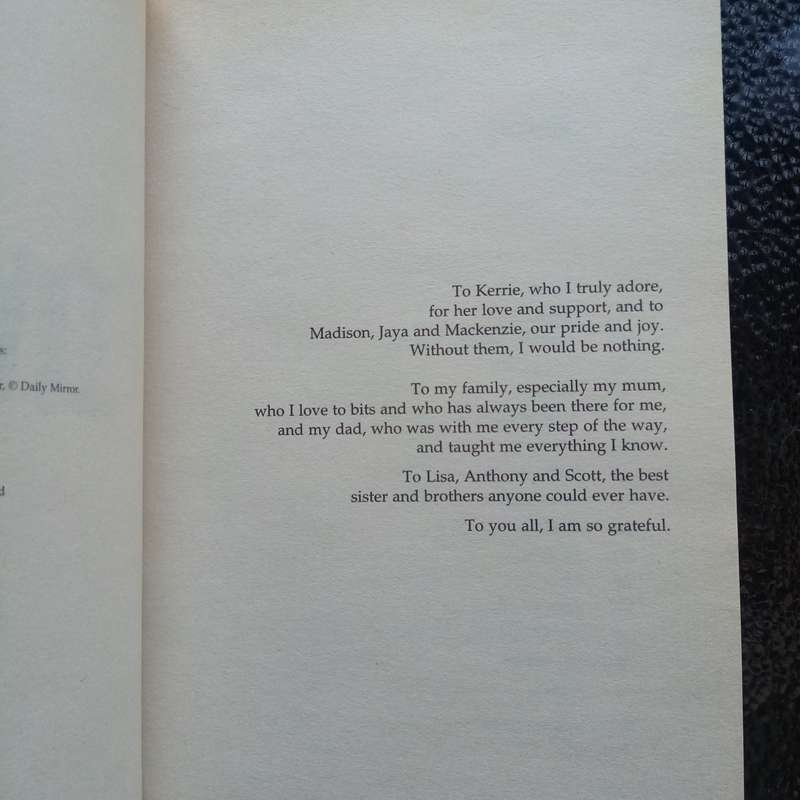 s:
r, © Daily Mirror.
d
To Kerrie, who I truly adore,
for her love and support, and to
Madison, Jaya and Mackenzie, our pride and joy.
Without them, I would be nothing.
To my family, especially my mum,
who I love to bits and who has always been there for me,
and my dad, who was with me every step of the way,
and taught me everything I know.
To Lisa, Anthony and Scott, the best
sister and brothers anyone could ever have.
To you all, I am so grateful.